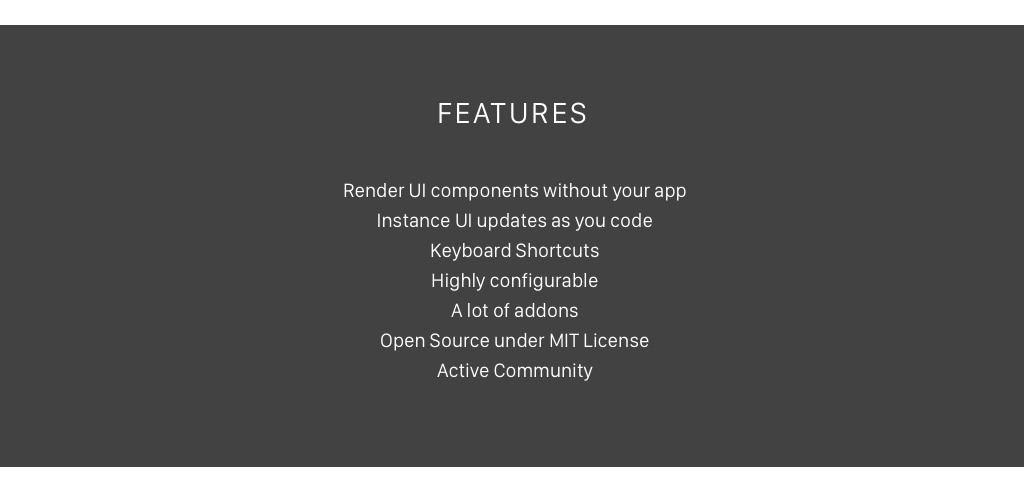 FEATURES
Render UI components without your app
Instance UI updates as you code
Keyboard Shortcuts
Highly configurable
A lot of addons
Open Source under MIT License
Active Community